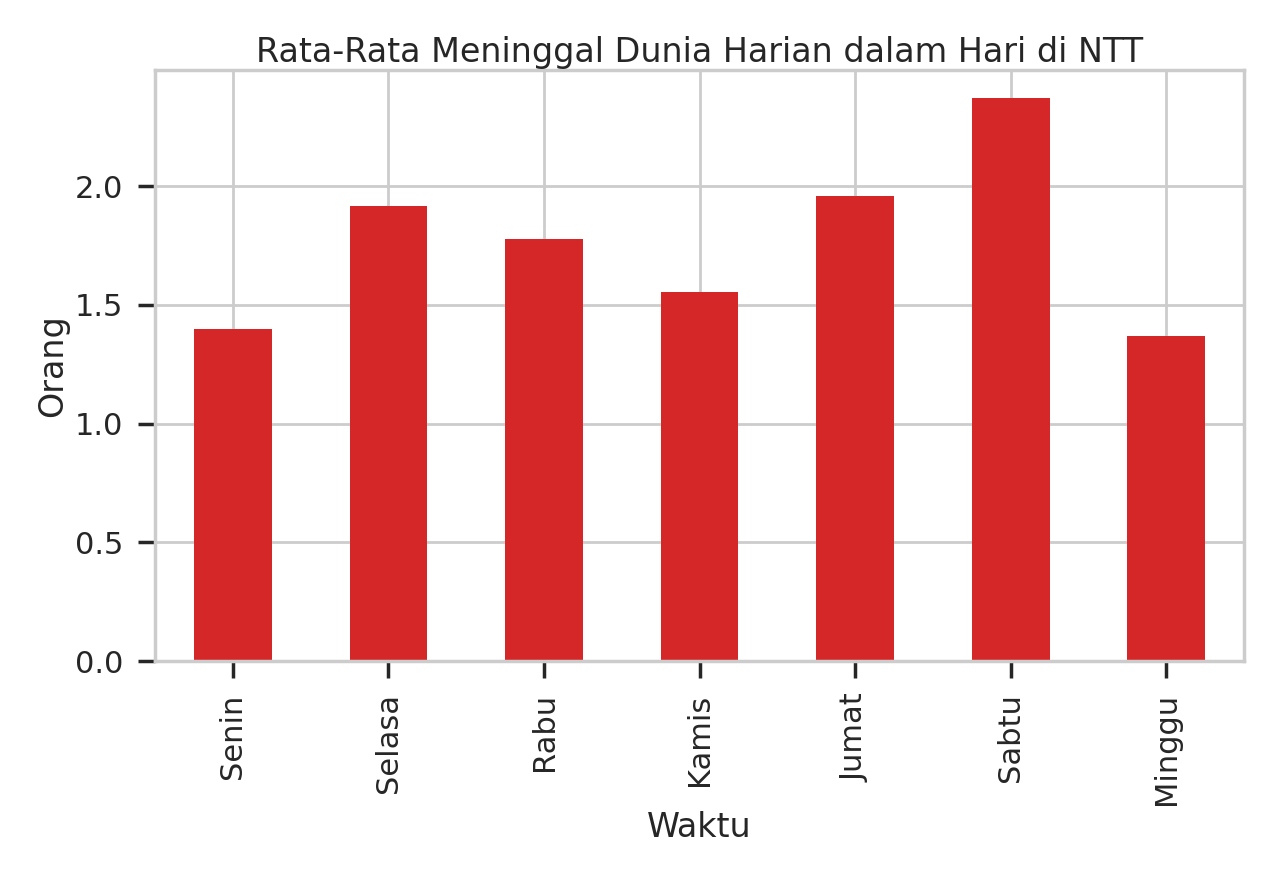 Rata-Rata Meninggal Dunia Harian dalam Hari di NTT
Orang
2.0
1.5
1.0
0.5
0.0
Senin
Selasa
Rabu
Kamis
Jumat
Sabtu
Minggu
Waktu